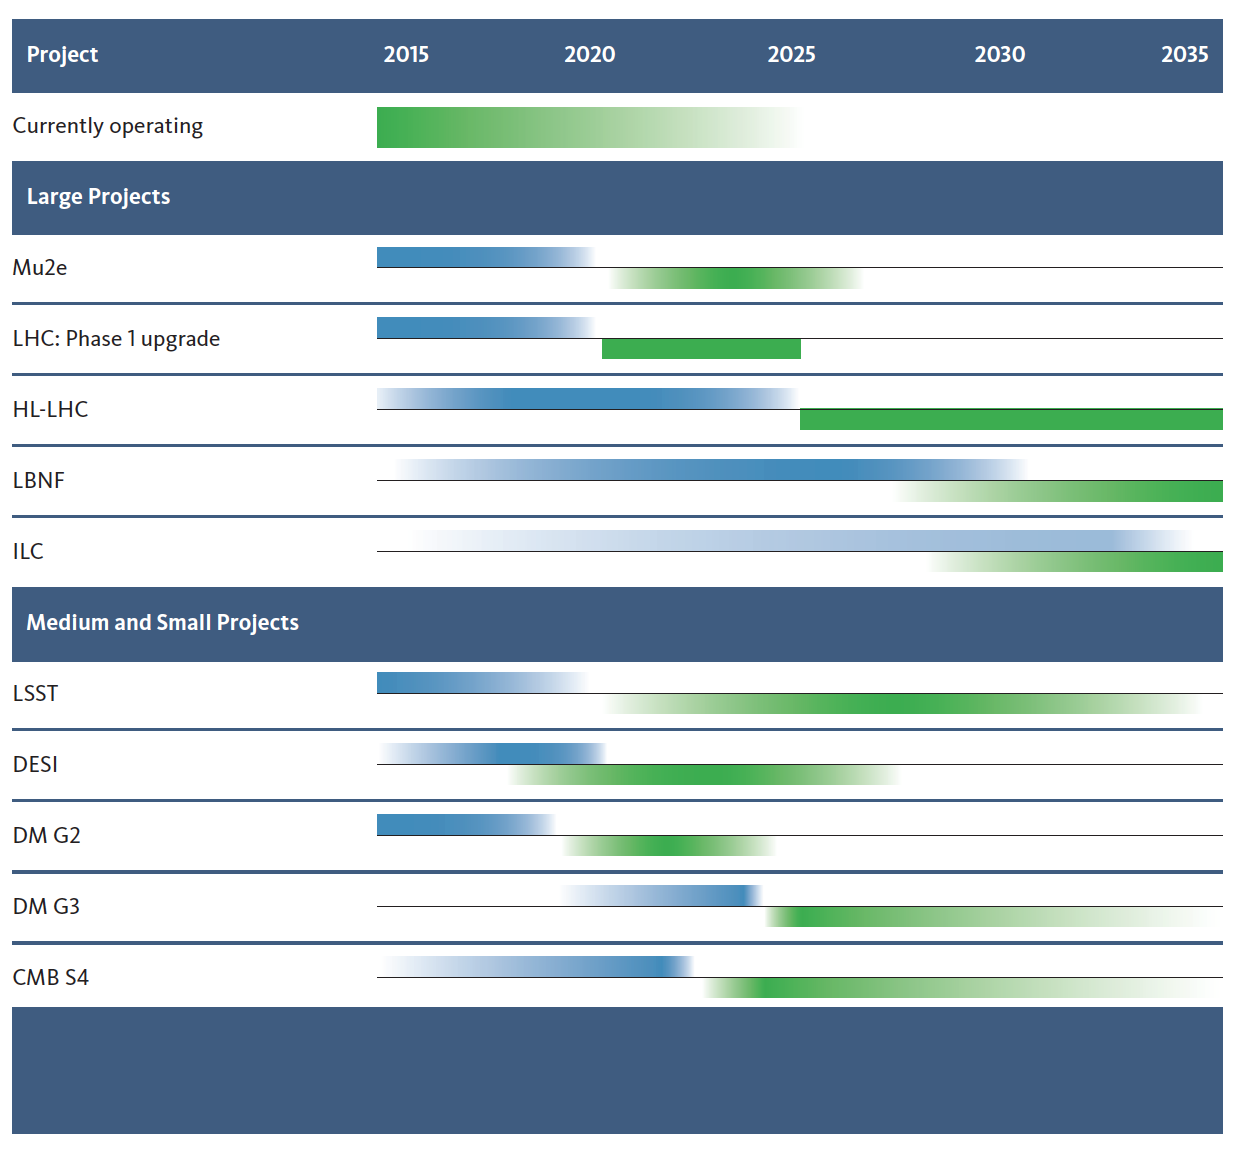 Project 2015 2020 2025 2030 2035
Currently operating
Large Projects
Mu2e
LHC: Phase 1 upgrade
HL-LHC
LBNF
ILC
Medium and Small Projects
LSST
DESI
DM G2
DM G3
CMB S4